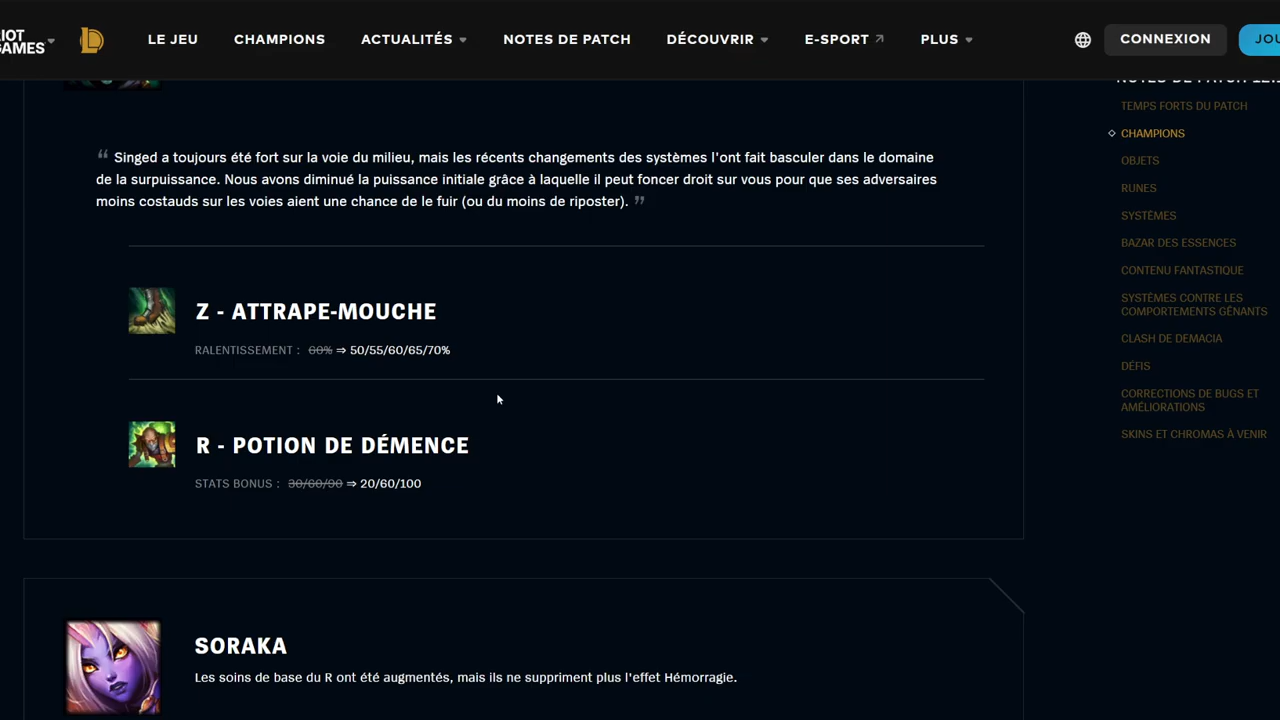 RIOT
GAMES
LE JEU
CHAMPIONS
ACTUALITÉS
NOTES DE PATCH
DÉCOUVRIR
E-SPORT
PLUS
CONNEXION
“ Singed a toujours été fort sur la voie du milieu, mais les récents changements des systèmes l'ont fait basculer dans le domaine
de la surpuissance. Nous avons diminué la puissance initiale grâce à laquelle il peut foncer droit sur vous pour que ses adversaires
moins costauds sur les voies aient une chance de le fuir (ou du moins de riposter). ”
Z - ATTRAPE-MOUCHE
RALENTISSEMENT : 60% ⇒ 50/55/60/65/70%
R - POTION DE DÉMENCE
STATS BONUS : 30/60/90 ⇒ 20/60/100
SORAKA
Les soins de base du R ont été augmentés, mais ils ne suppriment plus l'effet Hémorragie.
NOTES DE PATCH
TEMPS FORTS DU PATCH
CHAMPIONS
OBJETS
RUNES
SYSTÈMES
BAZAR DES ESSENCES
CONTENU FANTASTIQUE
SYSTÈMES CONTRE LES
COMPORTEMENTS GÊNANTS
CLASH DE DEMACIA
DÉFIS
CORRECTIONS DE BUGS ET
AMÉLIORATIONS
SKINS ET CHROMAS À VENIR